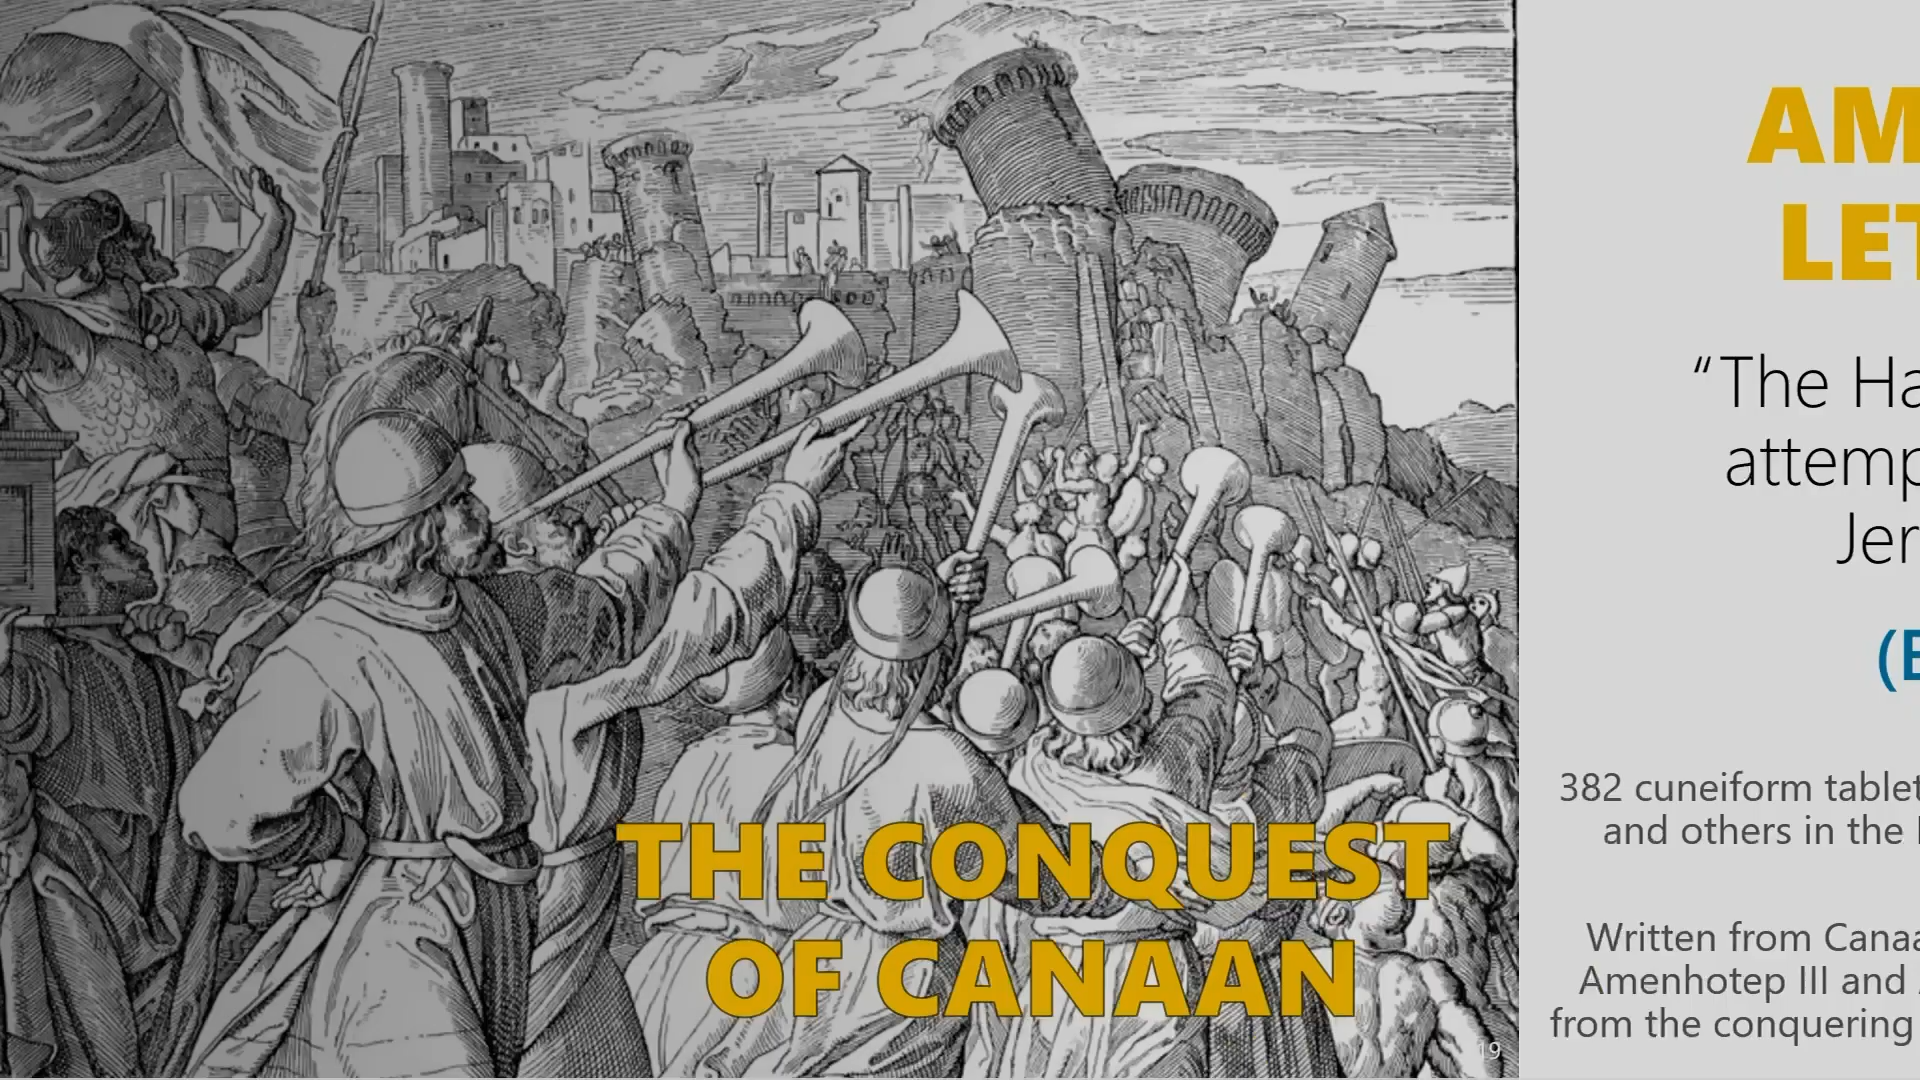 THE CONQUEST
OF CANAAN
19
AM
LET
“The Ha
attemp
Jer
(E
382 cuneiform tablet
and others in the
Written from Canaa
Amenhotep III and
from the conquering